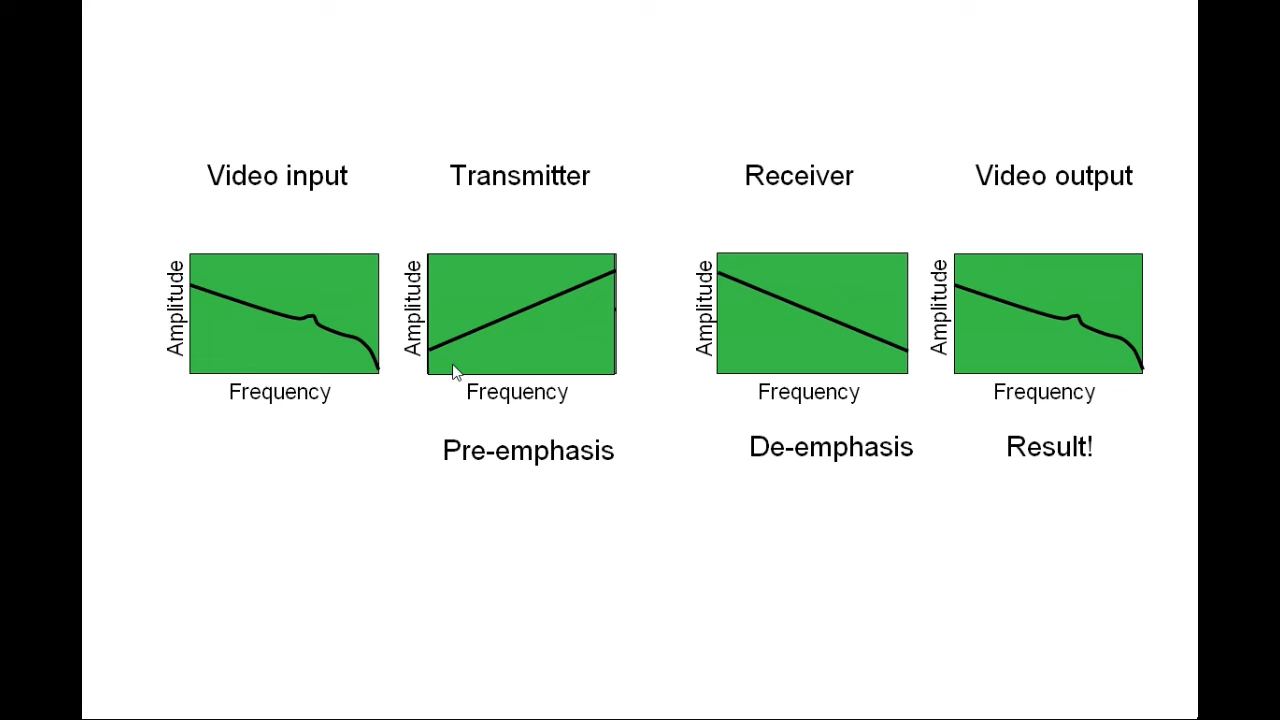 Video input
Transmitter
Receiver
Video output
Amplitude
Amplitude
Amplitude
Amplitude
Frequency
Frequency
Frequency
Frequency
Pre-emphasis
De-emphasis
Result!